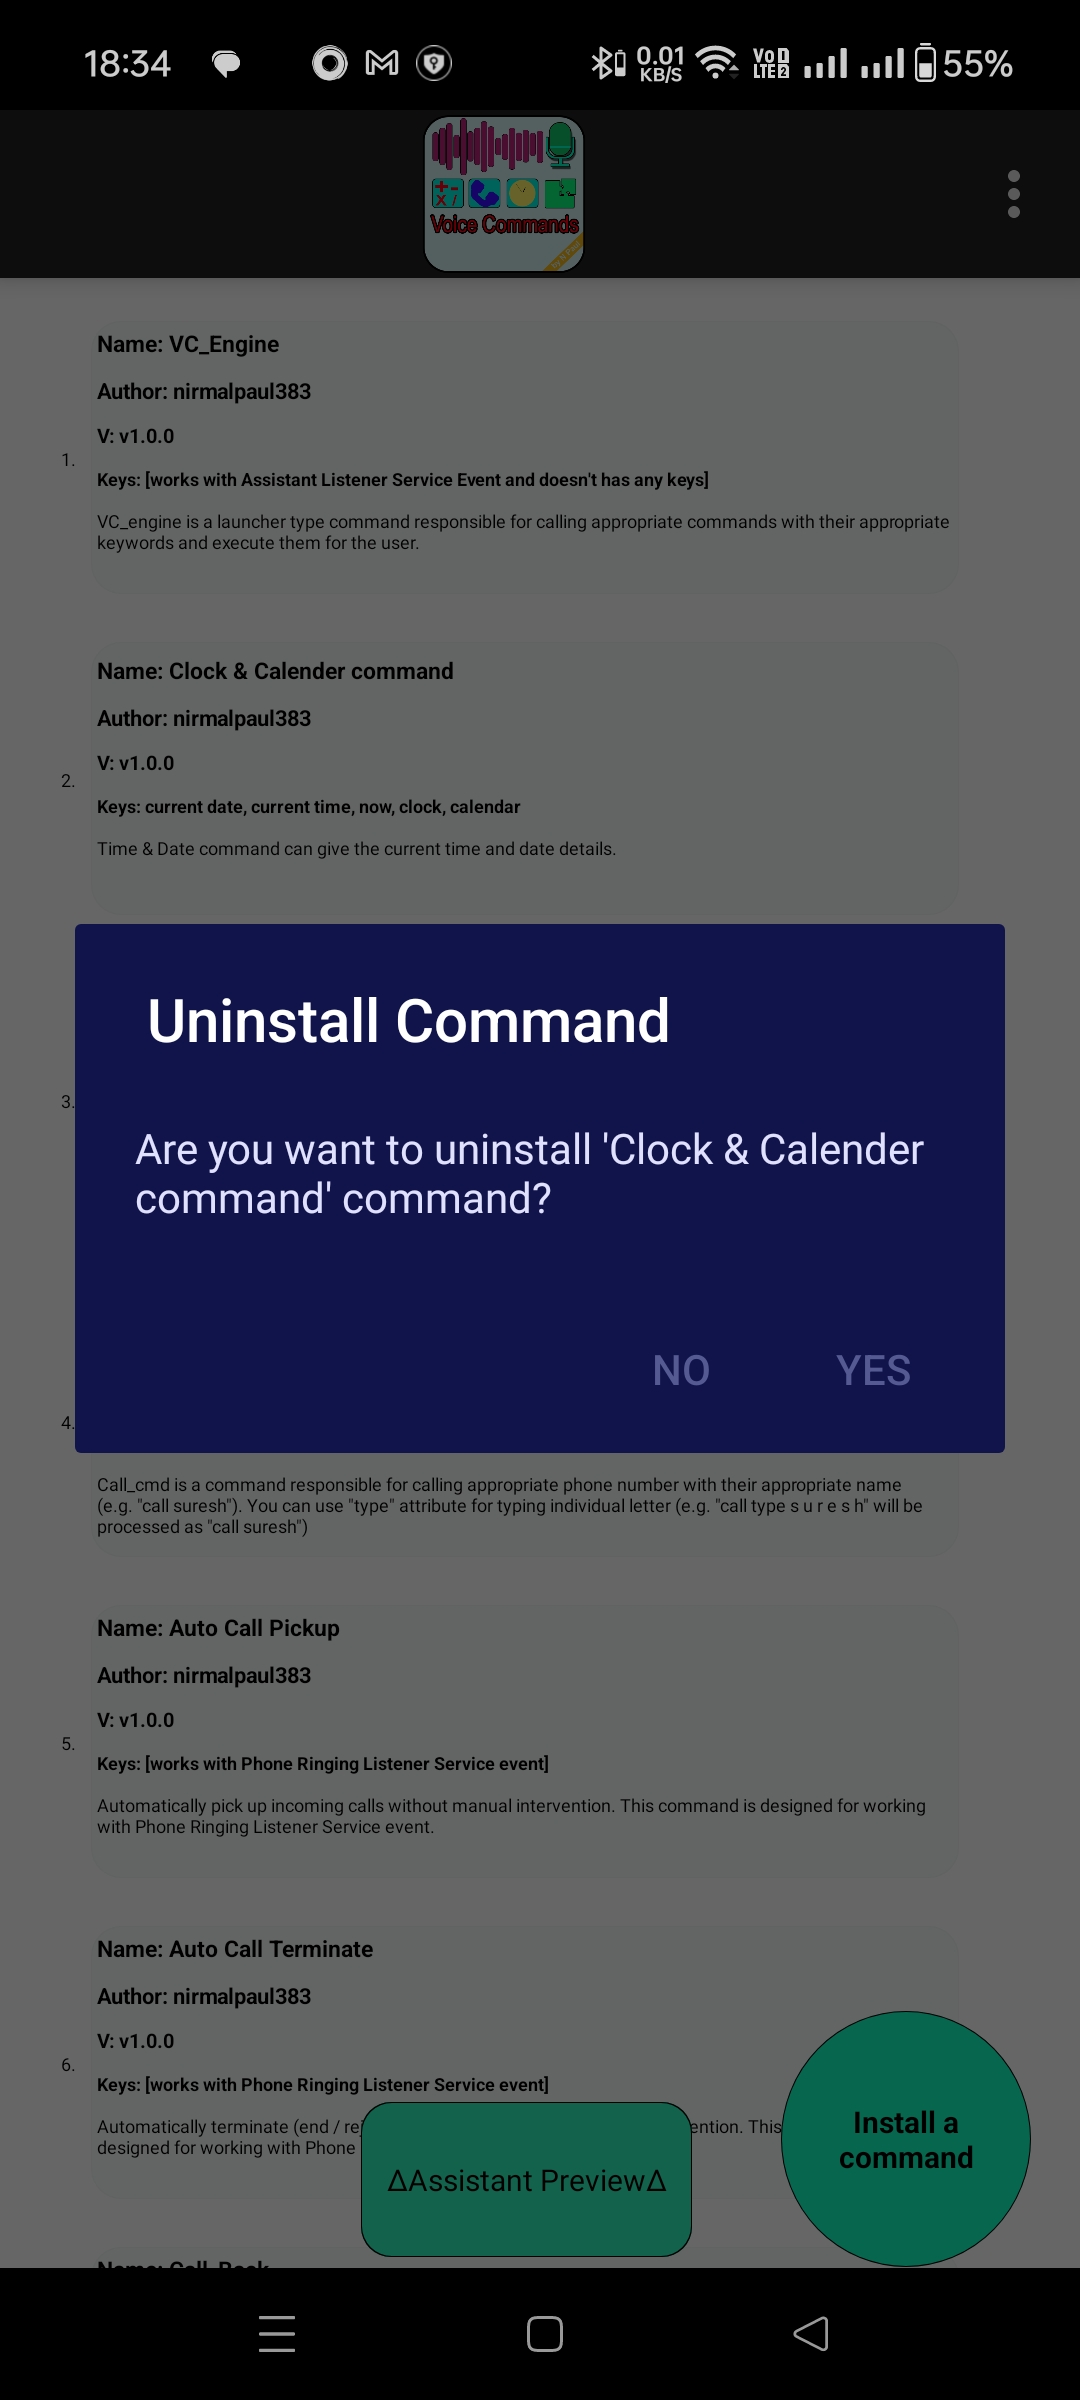 18:34
0.01
KB/S
VoD
LTE 2
55%
+ -
x /
Voice Commands
Name: VC_Engine
Author: nirmalpaul383
V: v1.0.0
1.
Keys: [works with Assistant Listener Service Event and doesn't has any keys]
VC_engine is a launcher type command responsible for calling appropriate commands with their appropriate
keywords and execute them for the user.
Name: Clock & Calender command
Author: nirmalpaul383
V: v1.0.0
2.
Keys: current date, current time, now, clock, calendar
Time & Date command can give the current time and date details.
Uninstall Command
3.
Are you want to uninstall 'Clock & Calender
command' command?
NO
YES
4.
Call_cmd is a command responsible for calling appropriate phone number with their appropriate name
(e.g. "call suresh"). You can use "type" attribute for typing individual letter (e.g. "call type s u r e s h" will be
processed as "call suresh")
Name: Auto Call Pickup
Author: nirmalpaul383
V: v1.0.0
5.
Keys: [works with Phone Ringing Listener Service event]
Automatically pick up incoming calls without manual intervention. This command is designed for working
with Phone Ringing Listener Service event.
Name: Auto Call Terminate
Author: nirmalpaul383
V: v1.0.0
6.
Keys: [works with Phone Ringing Listener Service event]
Automatically terminate (end / rej
ention. This
designed for working with Phone
Install a
command
ΔAssistant PreviewΔ